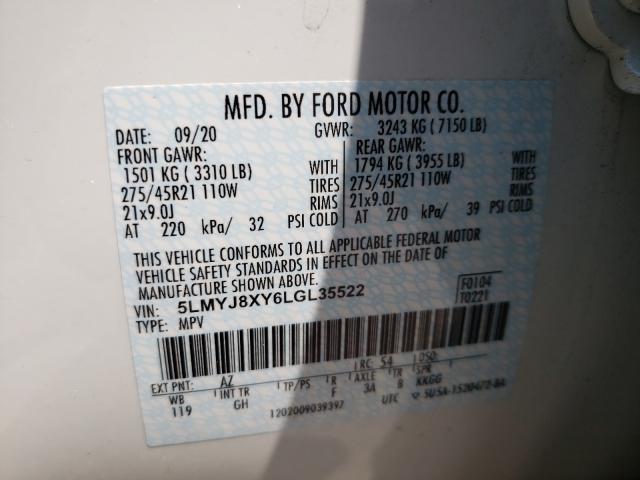 MFD. BY FORD MOTOR CO.
DATE: 09/20 GVWR: 3243 KG ( 7150 LB)
FRONT GAWR: REAR GAWR:
1501 KG ( 3310 LB) WITH 1794 KG ( 3955 LB) WITH
275/45R21 110W TIRES 275/45R21 110W TIRES
21x9.0J RIMS 21x9.0J RIMS
AT 220 kPa/ 32 PSI COLD AT 270 kPa/ 39 PSI COLD
THIS VEHICLE CONFORMS TO ALL APPLICABLE FEDERAL MOTOR
VEHICLE SAFETY STANDARDS IN EFFECT ON THE DATE OF
MANUFACTURE SHOWN ABOVE.
VIN: 5LMYJ8XY6LGL35522 F0104
TYPE: MPV T0221
EXT PNT: AZ RC: 54 DSO:
WB INT TR TP/PS R AXLE TR SPR
119 GH F 3A B KKGG
1202009039397 UTC ▽ 5U5A-1520472-BA